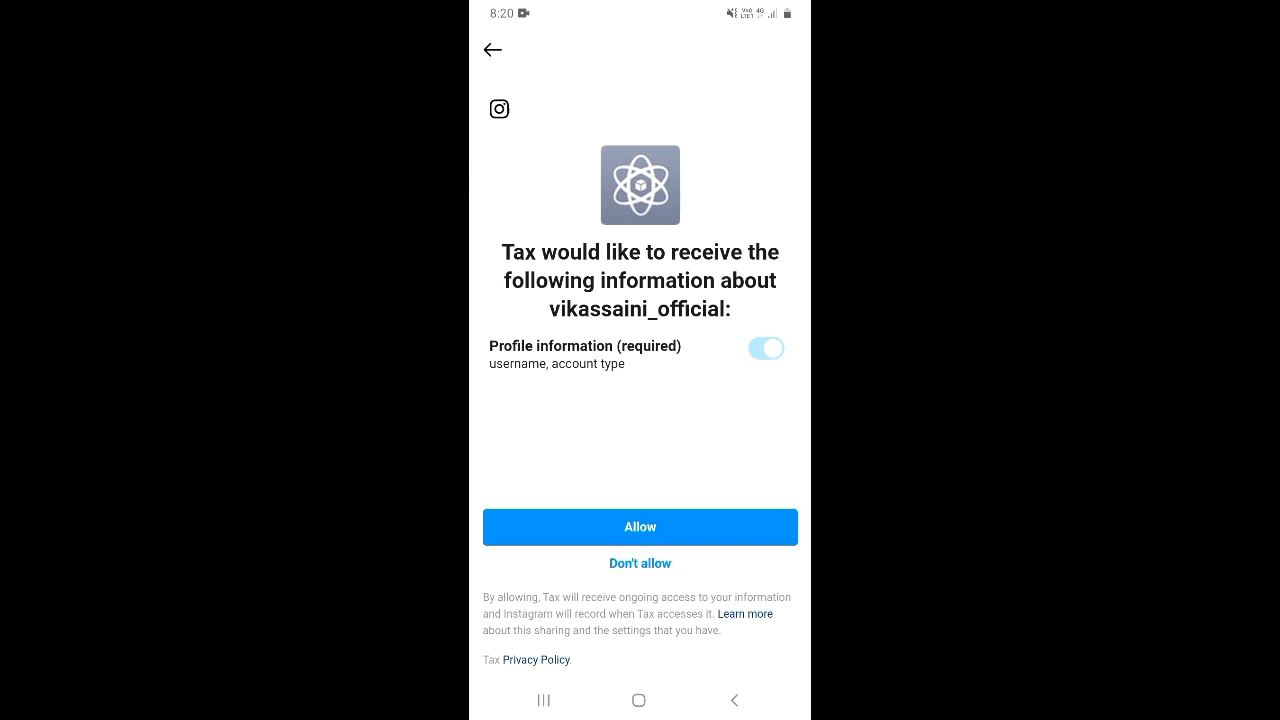 8:20
4G
Tax would like to receive the
following information about
vikassaini_official:
Profile information (required)
username, account type
Allow
Don't allow
By allowing, Tax will receive ongoing access to your information
and Instagram will record when Tax accesses it. Learn more
about this sharing and the settings that you have.
Tax Privacy Policy.